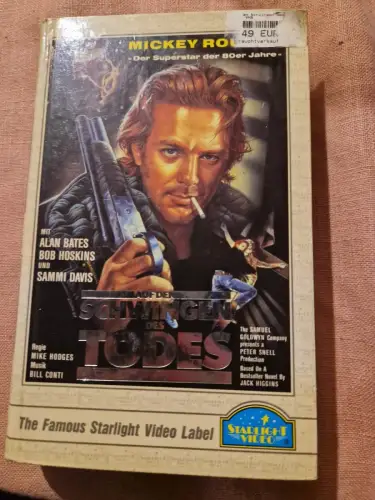 MICKEY ROU
- Der Superstar der 80er Jahre -
49 EUR
MIT
ALAN BATES
BOB HOSKINS
UND
SAMMI DAVIS
AUF DEN
SCHWINGEN
DES
TODES
Regie
MIKE HODGES
Musik
BILL CONTI
The SAMUEL
GOLDWYN Company
presents a
PETER SNELL
Production
Based On A
Bestseller Novel By
JACK HIGGINS
The Famous Starlight Video Label
STARLIGHT
VIDEO